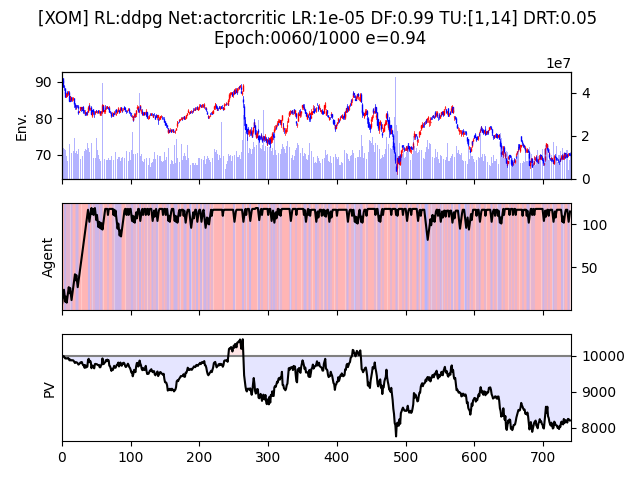 [XOM] RL:ddpg Net:actorcritic LR:1e-05 DF:0.99 TU:[1,14] DRT:0.05
Epoch:0060/1000 e=0.94
1e7
90
80
70
Env.
4
2
0
Agent
100
50
PV
10000
9000
8000
0 100 200 300 400 500 600 700